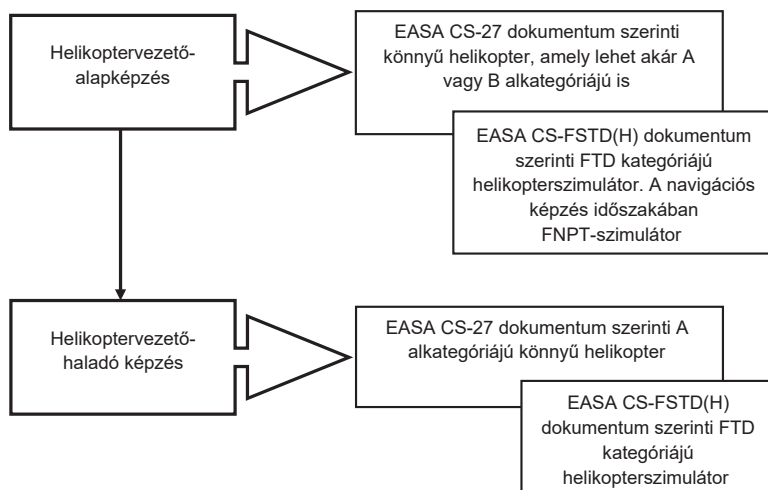 Helikoptervezető-
alapképzés
EASA CS-27 dokumentum szerinti
könnyű helikopter, amely lehet akár A
vagy B alkategóriájú is
EASA CS-FSTD(H) dokumentum
szerinti FTD kategóriájú
helikopterszimulátor. A navigációs
képzés időszakában
FNPT-szimulátor
Helikoptervezető-
haladó képzés
EASA CS-27 dokumentum szerinti A
alkategóriájú könnyű helikopter
EASA CS-FSTD(H)
dokumentum szerinti FTD
kategóriájú
helikopterszimulátor